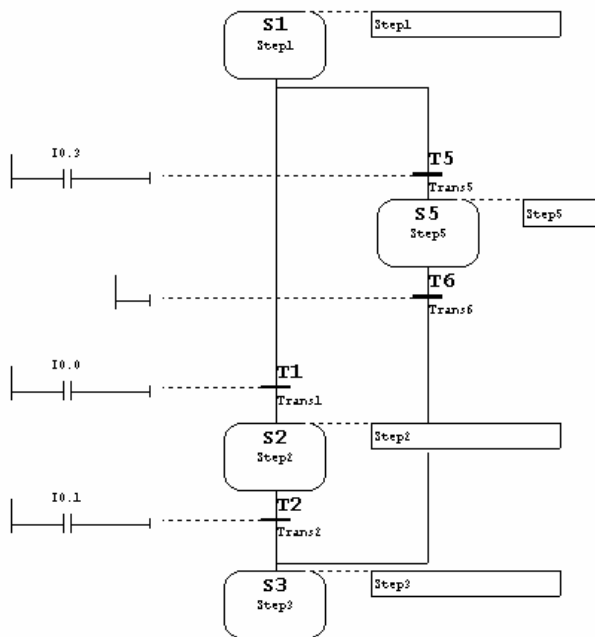 S1
Step1
Step1
I0.3
T5
Trans5
S5
Step5
Step5
T6
Trans6
I0.0
T1
Trans1
S2
Step2
Step2
I0.1
T2
Trans2
S3
Step3
Step3